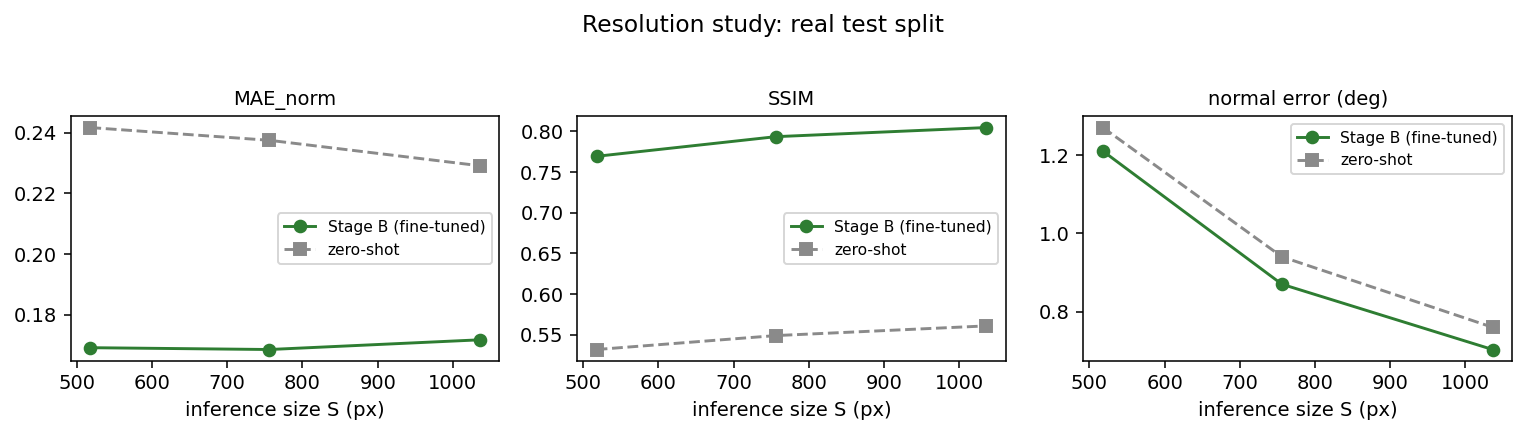 Resolution study: real test split
MAE_norm
0.24
0.22
0.20
0.18
500 600 700 800 900 1000
inference size S (px)
Stage B (fine-tuned)
zero-shot
SSIM
0.80
0.75
0.70
0.65
0.60
0.55
500 600 700 800 900 1000
inference size S (px)
Stage B (fine-tuned)
zero-shot
normal error (deg)
1.2
1.0
0.8
500 600 700 800 900 1000
inference size S (px)
Stage B (fine-tuned)
zero-shot